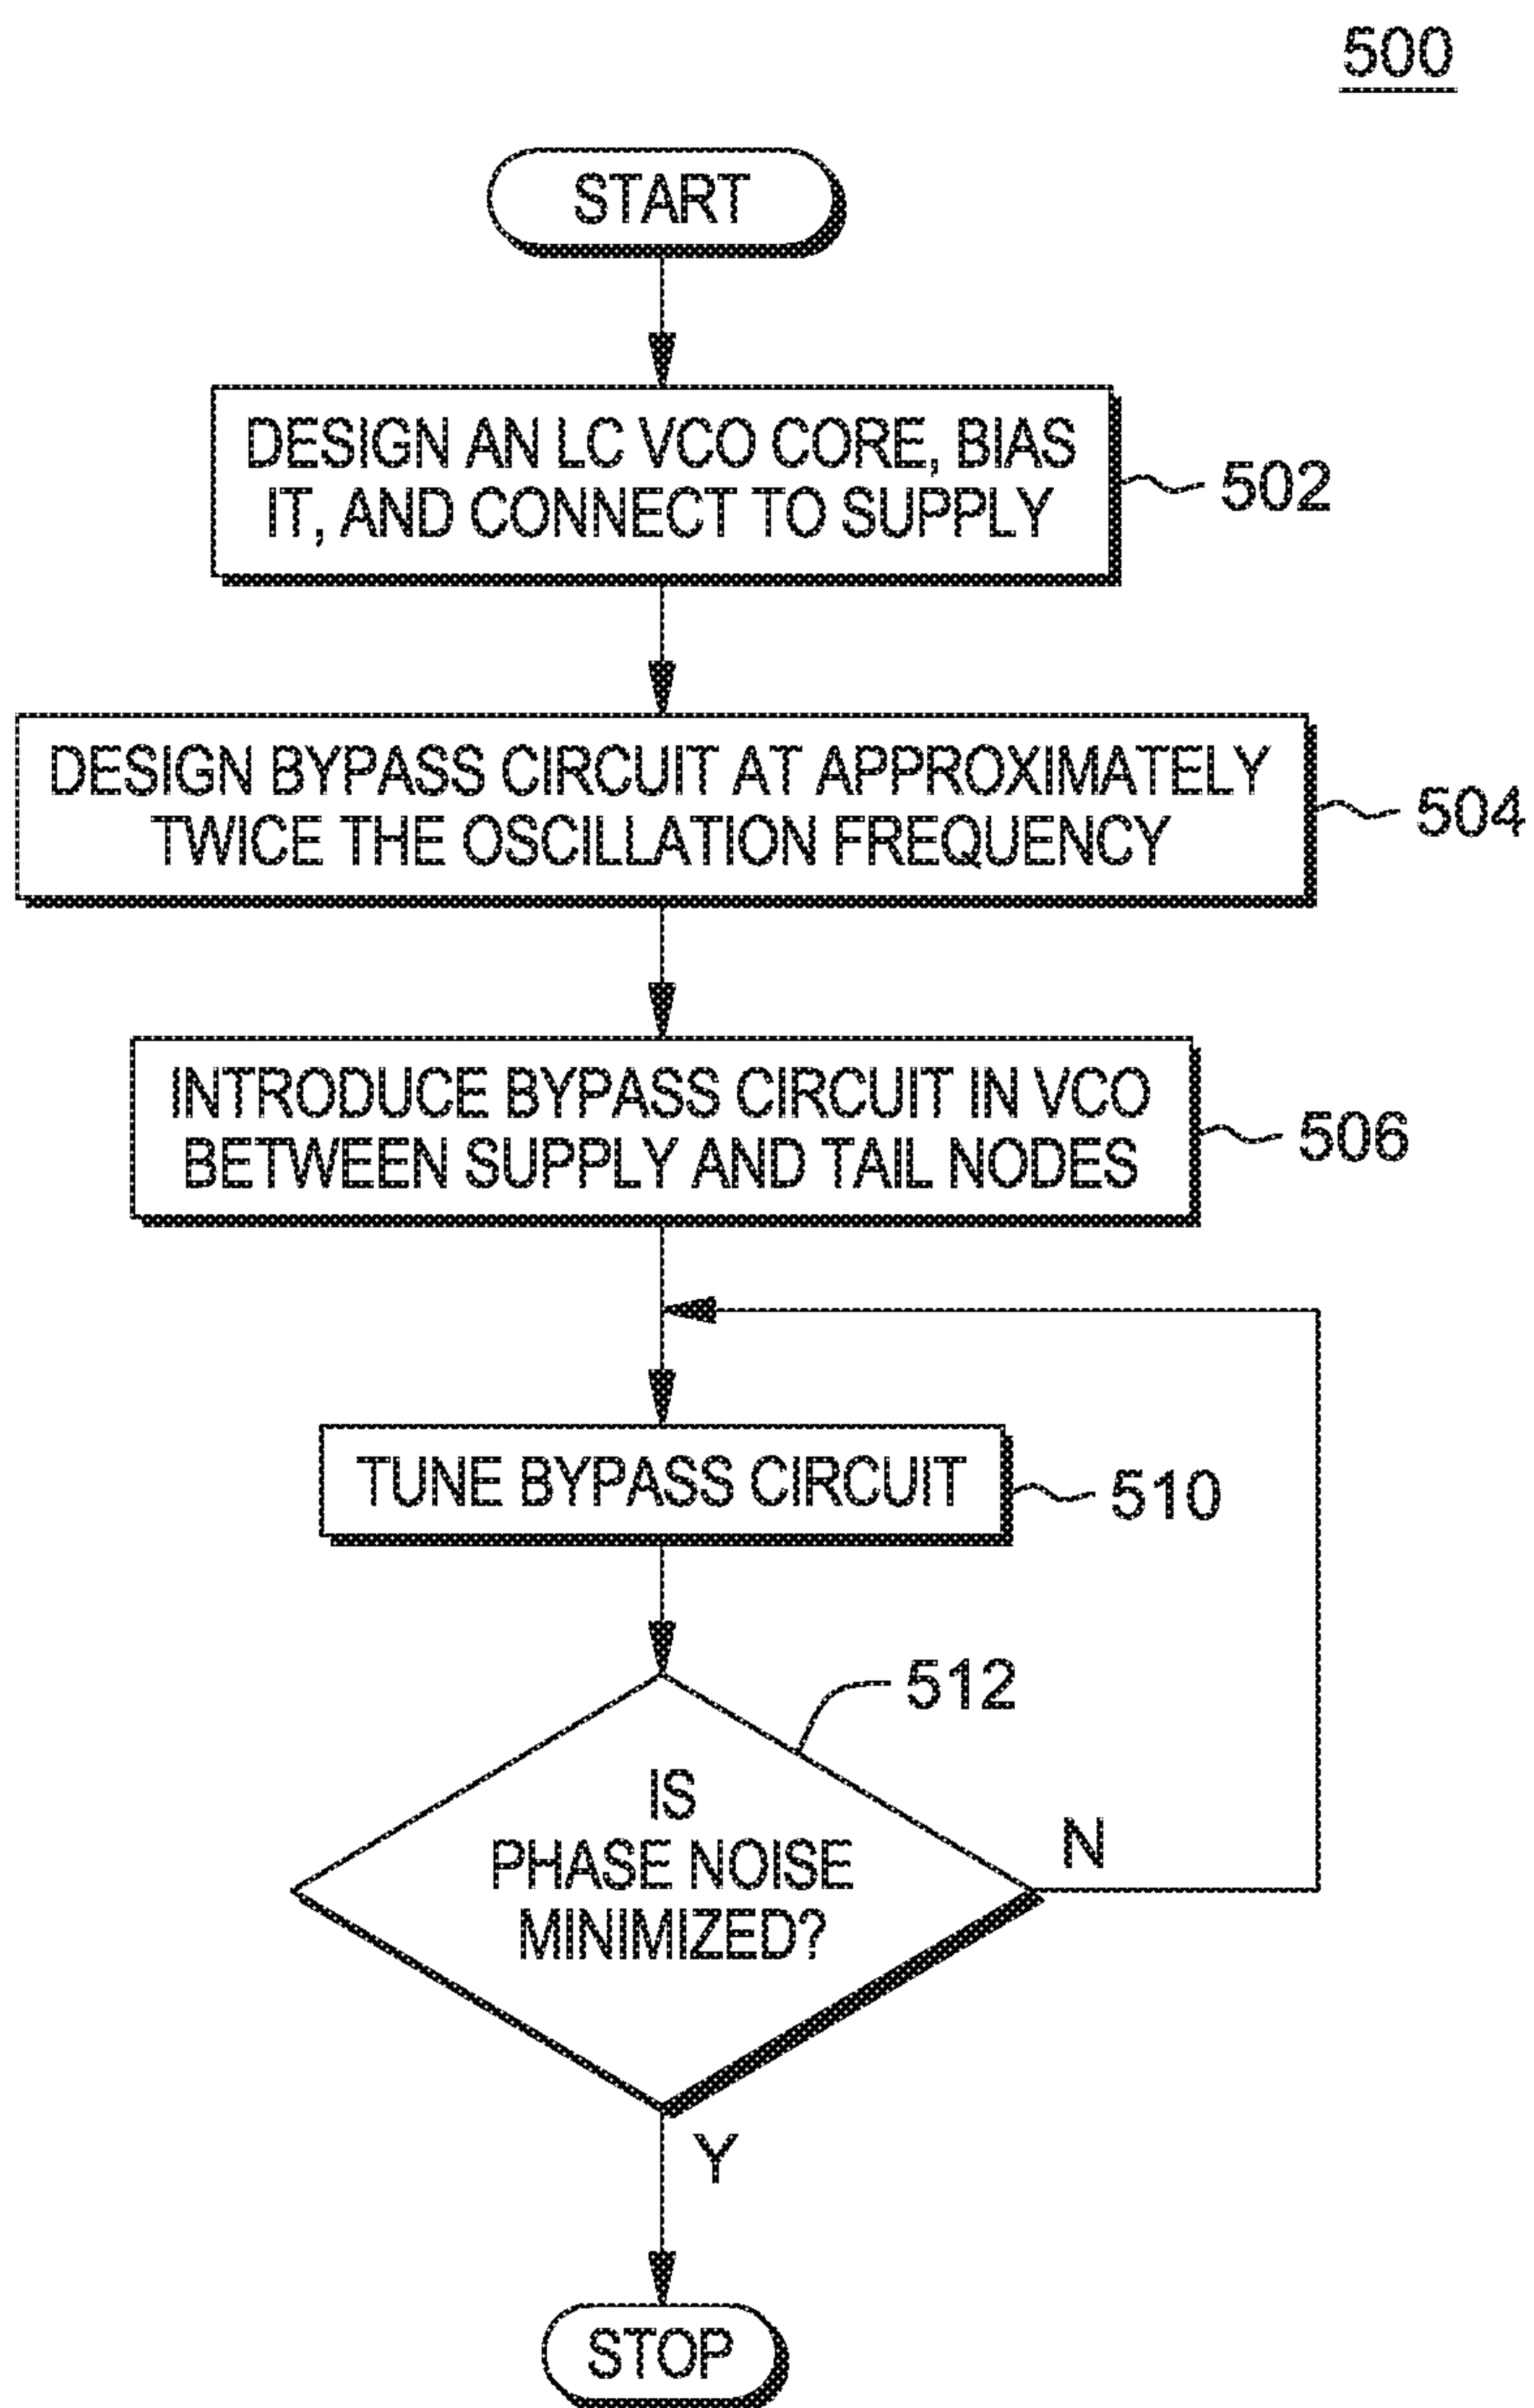 500
START
DESIGN AN LC VCO CORE, BIAS
IT, AND CONNECT TO SUPPLY
502
DESIGN BYPASS CIRCUIT AT APPROXIMATELY
TWICE THE OSCILLATION FREQUENCY
504
INTRODUCE BYPASS CIRCUIT IN VCO
BETWEEN SUPPLY AND TAIL NODES
506
TUNE BYPASS CIRCUIT
510
512
IS
PHASE NOISE
MINIMIZED?
N
Y
STOP